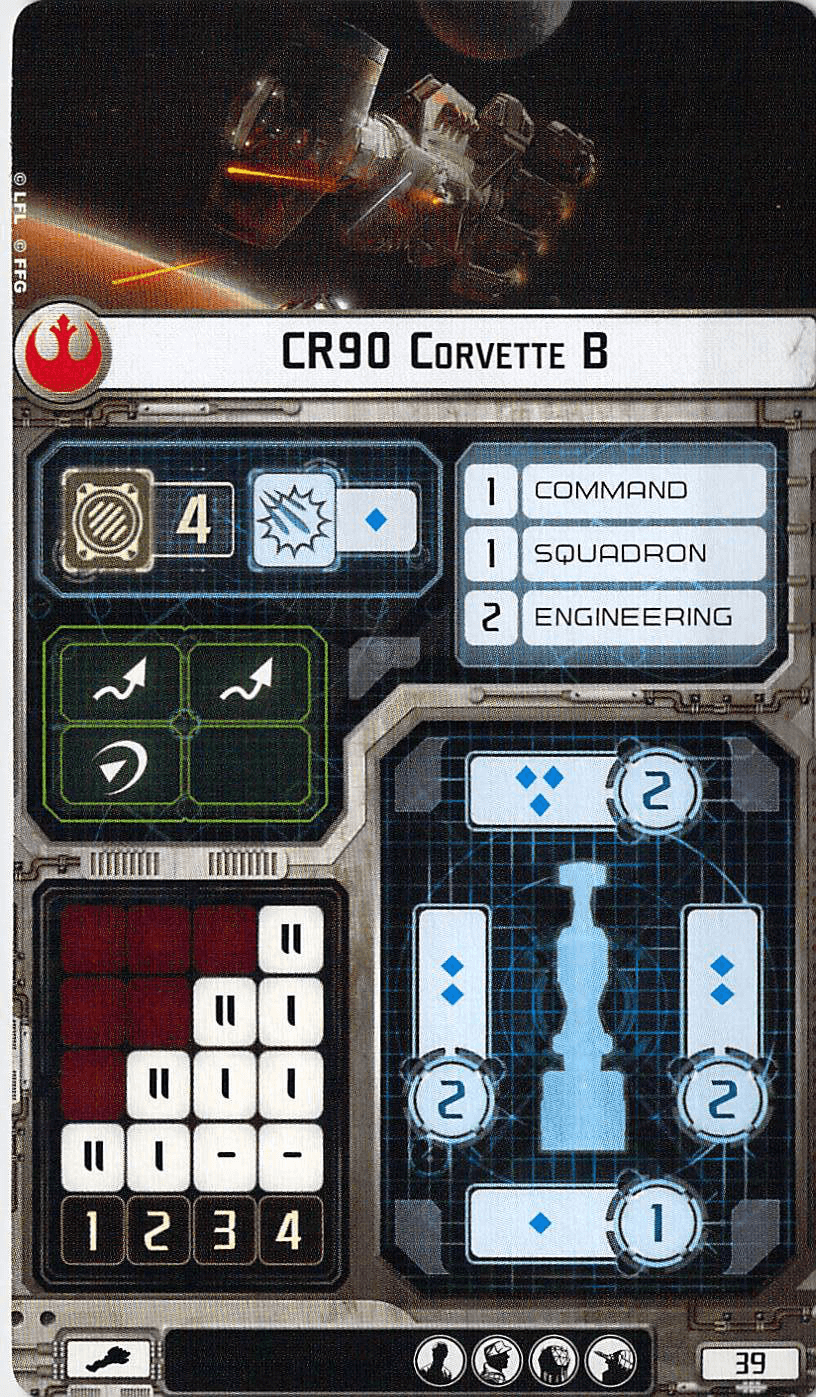 © LFL © FFG
CR90 Corvette B
4
1 COMMAND
1 SQUADRON
2 ENGINEERING
2
II
II I
II I I
II I - -
1 2 3 4
2 2
1
39